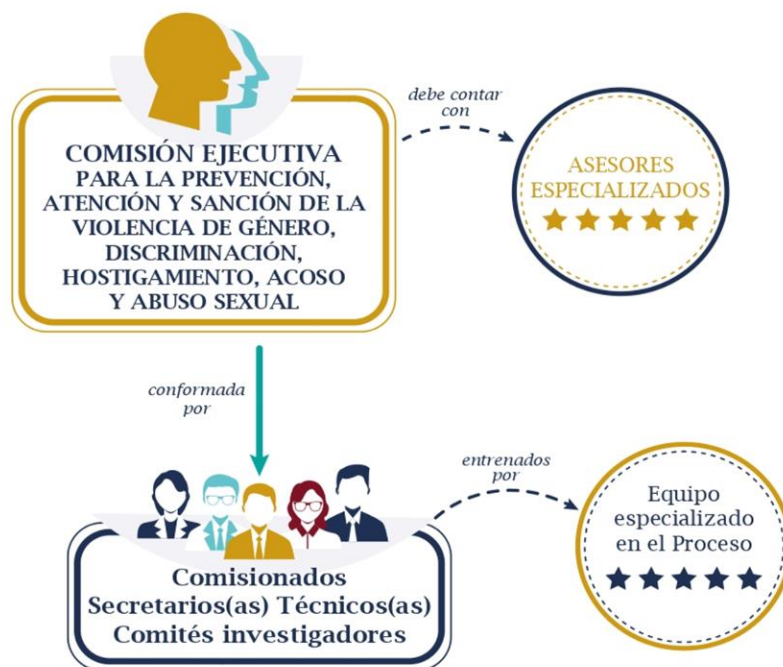 COMISIÓN EJECUTIVA
PARA LA PREVENCIÓN,
ATENCIÓN Y SANCIÓN DE LA
VIOLENCIA DE GÉNERO,
DISCRIMINACIÓN,
HOSTIGAMIENTO, ACOSO
Y ABUSO SEXUAL
debe contar
con
ASESORES
ESPECIALIZADOS
conformada
por
Comisionados
Secretarios(as) Técnicos(as)
Comités investigadores
entrenados
por
Equipo
especializado
en el Proceso